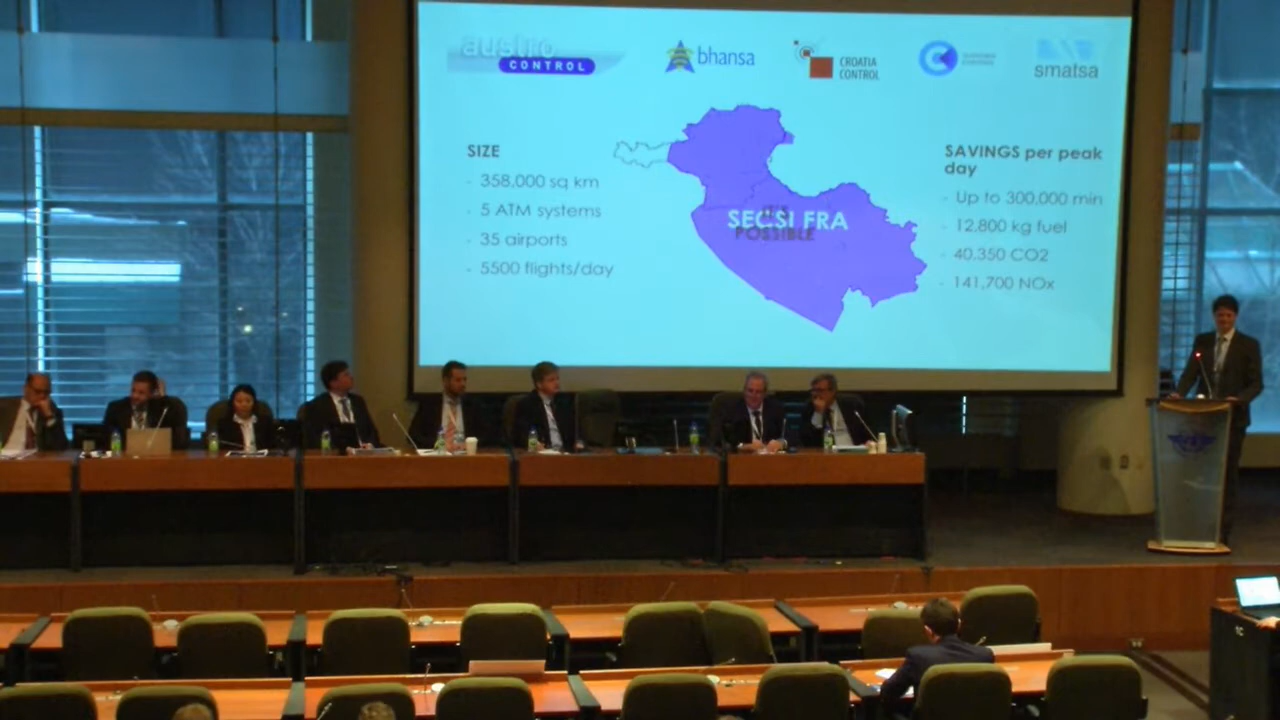 austro
CONTROL
bhansa
CROATIA
CONTROL
smatsa
SIZE
- 358,000 sq km
- 5 ATM systems
- 35 airports
- 5500 flights/day
SECSI FRA
POSSIBLE
SAVINGS per peak
day
- Up to 300,000 min
- 12,800 kg fuel
- 40,350 CO2
- 141,700 NOx